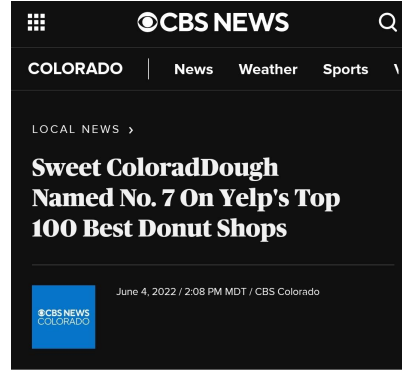 CBS NEWS
COLORADO News Weather Sports
LOCAL NEWS ›
Sweet ColoradDough
Named No. 7 On Yelp's Top
100 Best Donut Shops
June 4, 2022 / 2:08 PM MDT / CBS Colorado
CBS NEWS
COLORADO